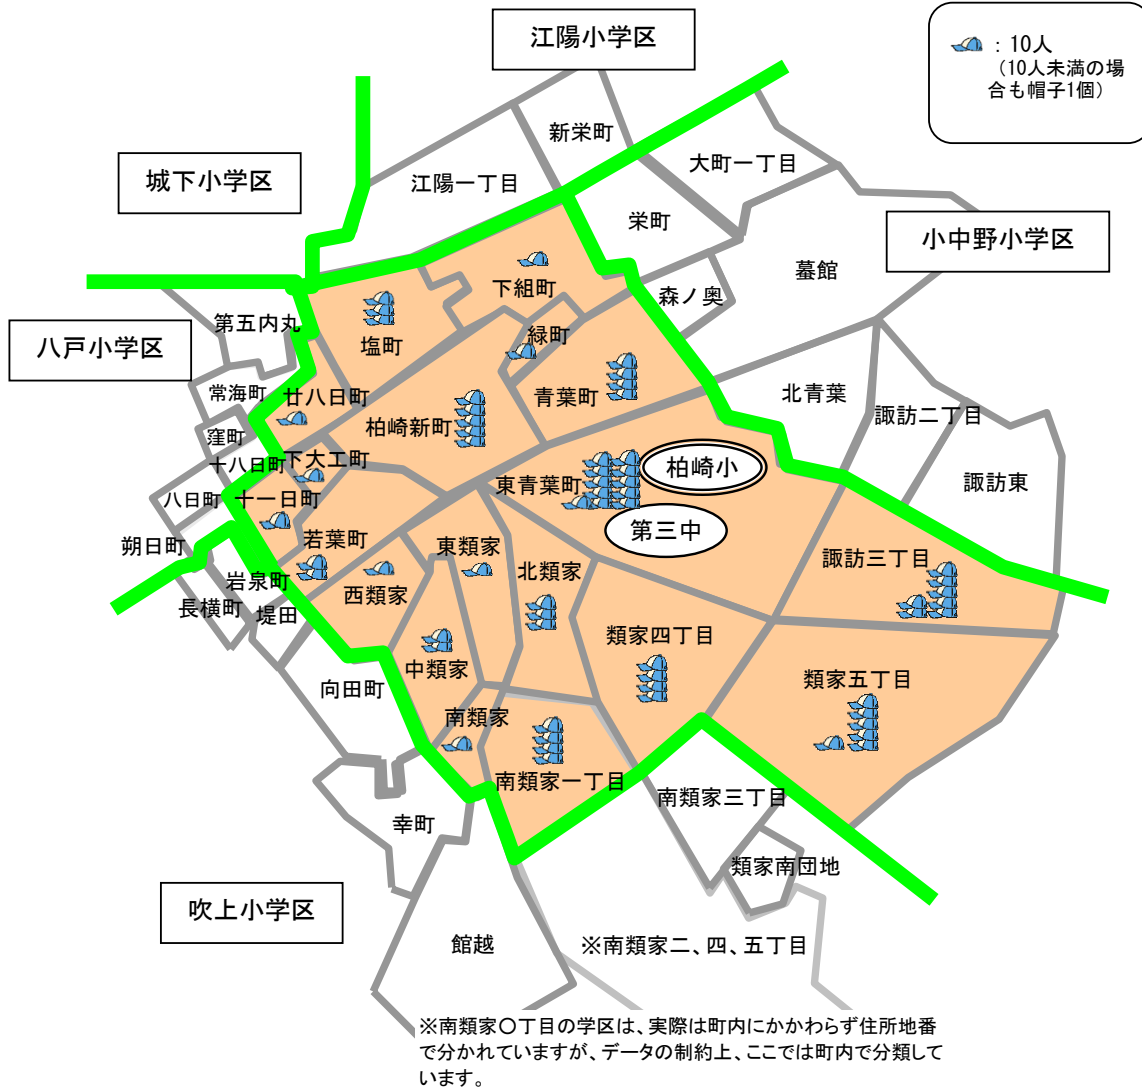 江陽小学区
: 10人
(10人未満の場
合も帽子1個)
新栄町
大町一丁目
城下小学区
江陽一丁目
栄町
小中野小学区
下組町
森ノ奥
蟇館
第五内丸
塩町
緑町
八戸小学区
常海町
廿八日町
青葉町
北青葉
諏訪二丁目
窪町
柏崎新町
十八日町
下大工町
柏崎小
八日町
十一日町
東青葉町
諏訪東
第三中
朔日町
若葉町
東類家
諏訪三丁目
岩泉町
西類家
北類家
長横町
堤田
類家四丁目
中類家
類家五丁目
向田町
南類家
南類家一丁目
南類家三丁目
幸町
類家南団地
吹上小学区
館越
※南類家二、四、五丁目
※南類家○丁目の学区は、実際は町内にかかわらず住所地番
で分かれていますが、データの制約上、ここでは町内で分類して
います。